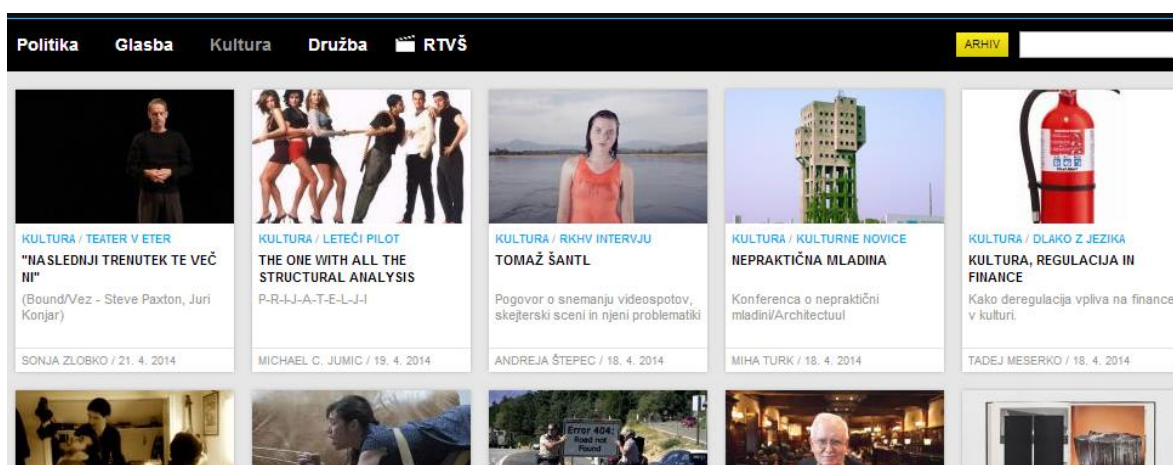 Politika Glasba Kultura Družba RTVŠ ARHIV
KULTURA / TEATER V ETER
"NASLEDNJI TRENUTEK TE VEČ
NI"
(Bound/Vez - Steve Paxton, Juri
Konjar)
SONJA ZLOBKO / 21. 4. 2014
KULTURA / LETEČI PILOT
THE ONE WITH ALL THE
STRUCTURAL ANALYSIS
P-R-I-J-A-T-E-L-J-I
MICHAEL C. JUMIC / 19. 4. 2014
KULTURA / RKHV INTERVJU
TOMAŽ ŠANTL
Pogovor o snemanju videospotov,
skejterski sceni in njeni problematiki
ANDREJA ŠTEPEC / 18. 4. 2014
KULTURA / KULTURNE NOVICE
NEPRAKTIČNA MLADINA
Konferenca o nepraktični
mladini/Architectuul
MIHA TURK / 18. 4. 2014
KULTURA / DLAKO Z JEZIKA
KULTURA, REGULACIJA IN
FINANCE
Kako deregulacija vpliva na finance
v kulturi.
TADEJ MESERKO / 18. 4. 2014
Error 404:
Road not
Found